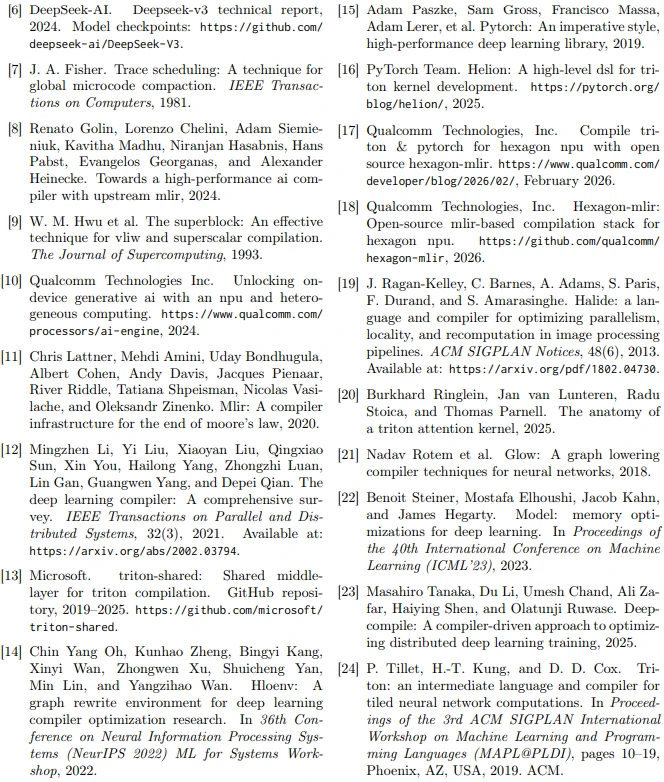 [6] DeepSeek-AI. Deepseek-v3 technical report,
2024. Model checkpoints: https://github.com/
deepseek-ai/DeepSeek-V3.
[7] J. A. Fisher. Trace scheduling: A technique for
global microcode compaction. IEEE Transac-
tions on Computers, 1981.
[8] Renato Golin, Lorenzo Chelini, Adam Siemie-
niuk, Kavitha Madhu, Niranjan Hasabnis, Hans
Pabst, Evangelos Georganas, and Alexander
Heinecke. Towards a high-performance ai com-
piler with upstream mlir, 2024.
[9] W. M. Hwu et al. The superblock: An effective
technique for vliw and superscalar compilation.
The Journal of Supercomputing, 1993.
[10] Qualcomm Technologies Inc. Unlocking on-
device generative ai with an npu and hetero-
geneous computing. https://www.qualcomm.com/
processors/ai-engine, 2024.
[11] Chris Lattner, Mehdi Amini, Uday Bondhugula,
Albert Cohen, Andy Davis, Jacques Pienaar,
River Riddle, Tatiana Shpeisman, Nicolas Vasi-
lache, and Oleksandr Zinenko. Mlir: A compiler
infrastructure for the end of moore's law, 2020.
[12] Mingzhen Li, Yi Liu, Xiaoyan Liu, Qingxiao
Sun, Xin You, Hailong Yang, Zhongzhi Luan,
Lin Gan, Guangwen Yang, and Depei Qian. The
deep learning compiler: A comprehensive sur-
vey. IEEE Transactions on Parallel and Dis-
tributed Systems, 32(3), 2021. Available at:
https://arxiv.org/abs/2002.03794.
[13] Microsoft. triton-shared: Shared middle-
layer for triton compilation. GitHub reposi-
tory, 2019–2025. https://github.com/microsoft/
triton-shared.
[14] Chin Yang Oh, Kunhao Zheng, Bingyi Kang,
Xinyi Wan, Zhongwen Xu, Shuicheng Yan,
Min Lin, and Yangzihao Wan. Hloenv: A
graph rewrite environment for deep learning
compiler optimization research. In 36th Con-
ference on Neural Information Processing Sys-
tems (NeurIPS 2022) ML for Systems Work-
shop, 2022.
[15] Adam Paszke, Sam Gross, Francisco Massa,
Adam Lerer, et al. Pytorch: An imperative style,
high-performance deep learning library, 2019.
[16] PyTorch Team. Helion: A high-level dsl for tri-
ton kernel development. https://pytorch.org/
blog/helion/, 2025.
[17] Qualcomm Technologies, Inc. Compile tri-
ton & pytorch for hexagon npu with open
source hexagon-mlir. https://www.qualcomm.com/
developer/blog/2026/02/, February 2026.
[18] Qualcomm Technologies, Inc. Hexagon-mlir:
Open-source mlir-based compilation stack for
hexagon npu. https://github.com/qualcomm/
hexagon-mlir, 2026.
[19] J. Ragan-Kelley, C. Barnes, A. Adams, S. Paris,
F. Durand, and S. Amarasinghe. Halide: a lan-
guage and compiler for optimizing parallelism,
locality, and recomputation in image processing
pipelines. ACM SIGPLAN Notices, 48(6), 2013.
Available at: https://arxiv.org/pdf/1802.04730.
[20] Burkhard Ringlein, Jan van Lunteren, Radu
Stoica, and Thomas Parnell. The anatomy of
a triton attention kernel, 2025.
[21] Nadav Rotem et al. Glow: A graph lowering
compiler techniques for neural networks, 2018.
[22] Benoit Steiner, Mostafa Elhoushi, Jacob Kahn,
and James Hegarty. Model: memory opti-
mizations for deep learning. In Proceedings of
the 40th International Conference on Machine
Learning (ICML'23), 2023.
[23] Masahiro Tanaka, Du Li, Umesh Chand, Ali Za-
far, Haiying Shen, and Olatunji Ruwase. Deep-
compile: A compiler-driven approach to optimiz-
ing distributed deep learning training, 2025.
[24] P. Tillet, H.-T. Kung, and D. D. Cox. Tri-
ton: an intermediate language and compiler for
tiled neural network computations. In Proceed-
ings of the 3rd ACM SIGPLAN International
Workshop on Machine Learning and Program-
ming Languages (MAPL@PLDI), pages 10–19,
Phoenix, AZ, USA, 2019. ACM.